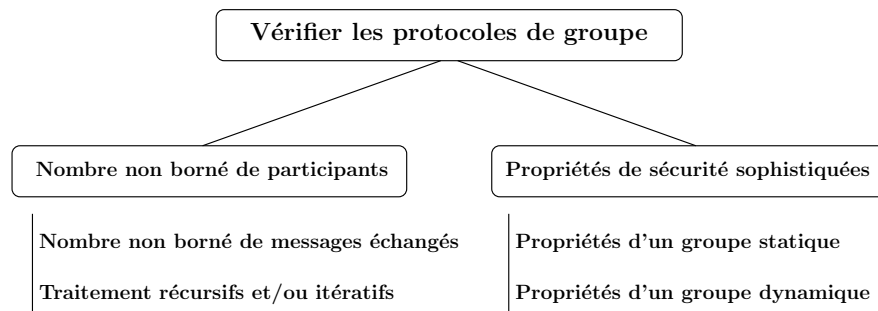 Vérifier les protocoles de groupe
Nombre non borné de participants
Propriétés de sécurité sophistiquées
Nombre non borné de messages échangés
Propriétés d'un groupe statique
Traitement récursifs et/ou itératifs
Propriétés d'un groupe dynamique